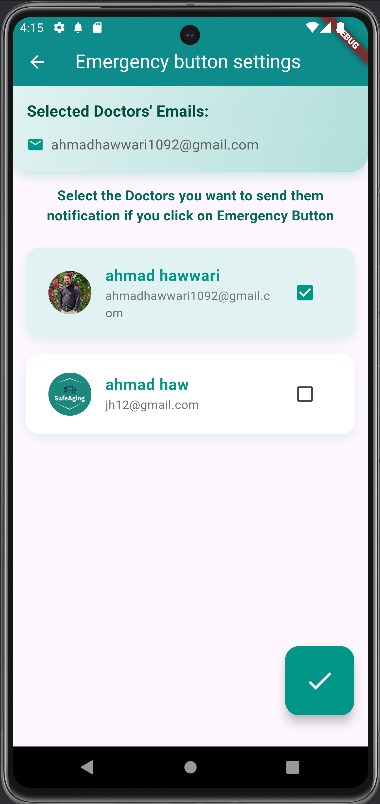 4:15
DEBUG
Emergency button settings
Selected Doctors' Emails:
ahmadhawwari1092@gmail.com
Select the Doctors you want to send them
notification if you click on Emergency Button
ahmad hawwari
ahmadhawwari1092@gmail.c
om
ahmad haw
SafeAging
jh12@gmail.com